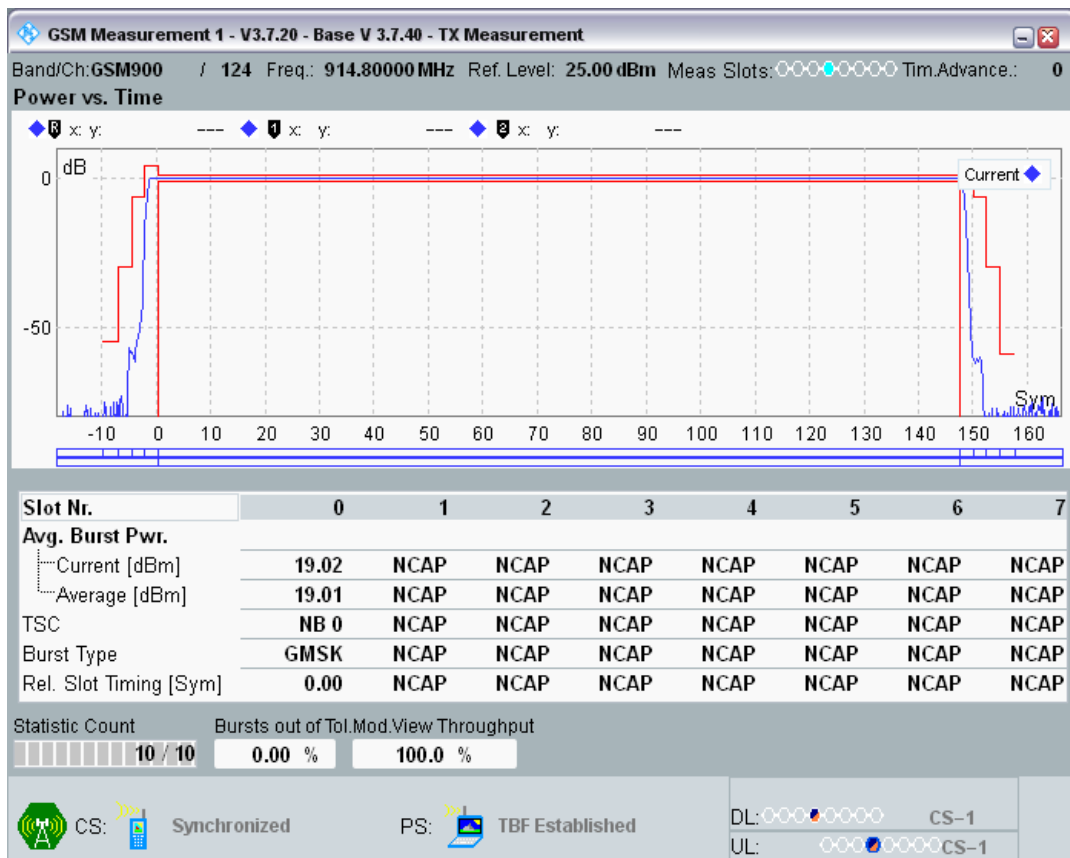 GSM Measurement 1 - V3.7.20 - Base V 3.7.40 - TX Measurement
Band/Ch:GSM900 / 124 Freq.: 914.80000 MHz Ref. Level: 25.00 dBm Meas Slots: Tim.Advance.: 0
Power vs. Time
R x: y: --- 1 x: y: --- 2 x: y: ---
dB
Current
0
-50
Sym
-10 0 10 20 30 40 50 60 70 80 90 100 110 120 130 140 150 160
Slot Nr. 0 1 2 3 4 5 6 7
Avg. Burst Pwr.
Current [dBm] 19.02 NCAP NCAP NCAP NCAP NCAP NCAP NCAP
Average [dBm] 19.01 NCAP NCAP NCAP NCAP NCAP NCAP NCAP
TSC NB 0 NCAP NCAP NCAP NCAP NCAP NCAP NCAP
Burst Type GMSK NCAP NCAP NCAP NCAP NCAP NCAP NCAP
Rel. Slot Timing [Sym] 0.00 NCAP NCAP NCAP NCAP NCAP NCAP NCAP
Statistic Count Bursts out of Tol.Mod.View Throughput
10 / 10 0.00 % 100.0 %
CS: Synchronized PS: TBF Established
DL: CS-1
UL: CS-1